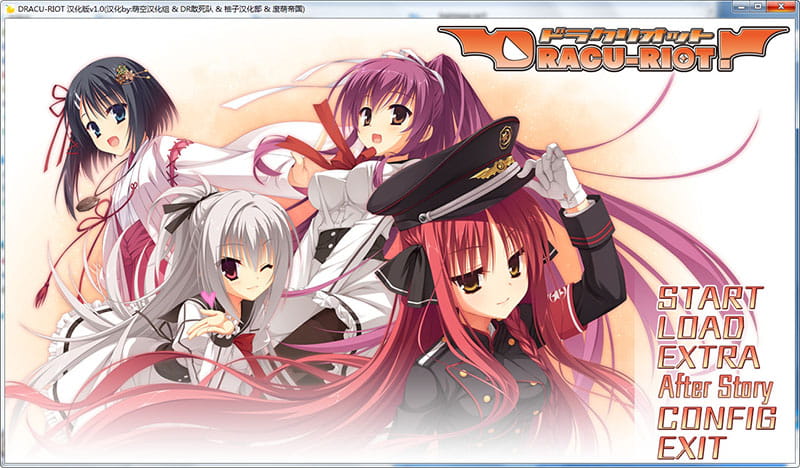 DRACU-RIOT 汉化版v1.0(汉化by:萌空汉化组 & DR敢死队 & 柚子汉化部 & 废萌帝国)
ドラクリオット
DRACU-RIOT!
START
LOAD
EXTRA
After Story
CONFIG
EXIT